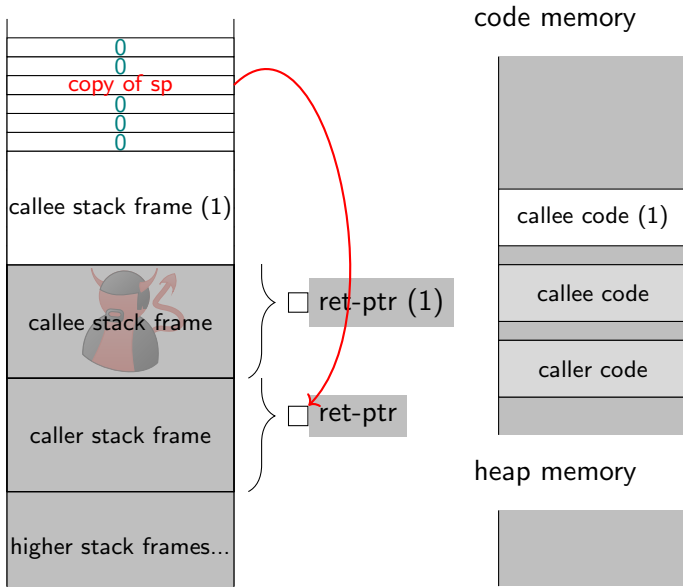 code memory
0
0
copy of sp
0
0
0
callee stack frame (1)
callee code (1)
callee stack frame
ret-ptr (1)
callee code
caller code
caller stack frame
ret-ptr
heap memory
higher stack frames...